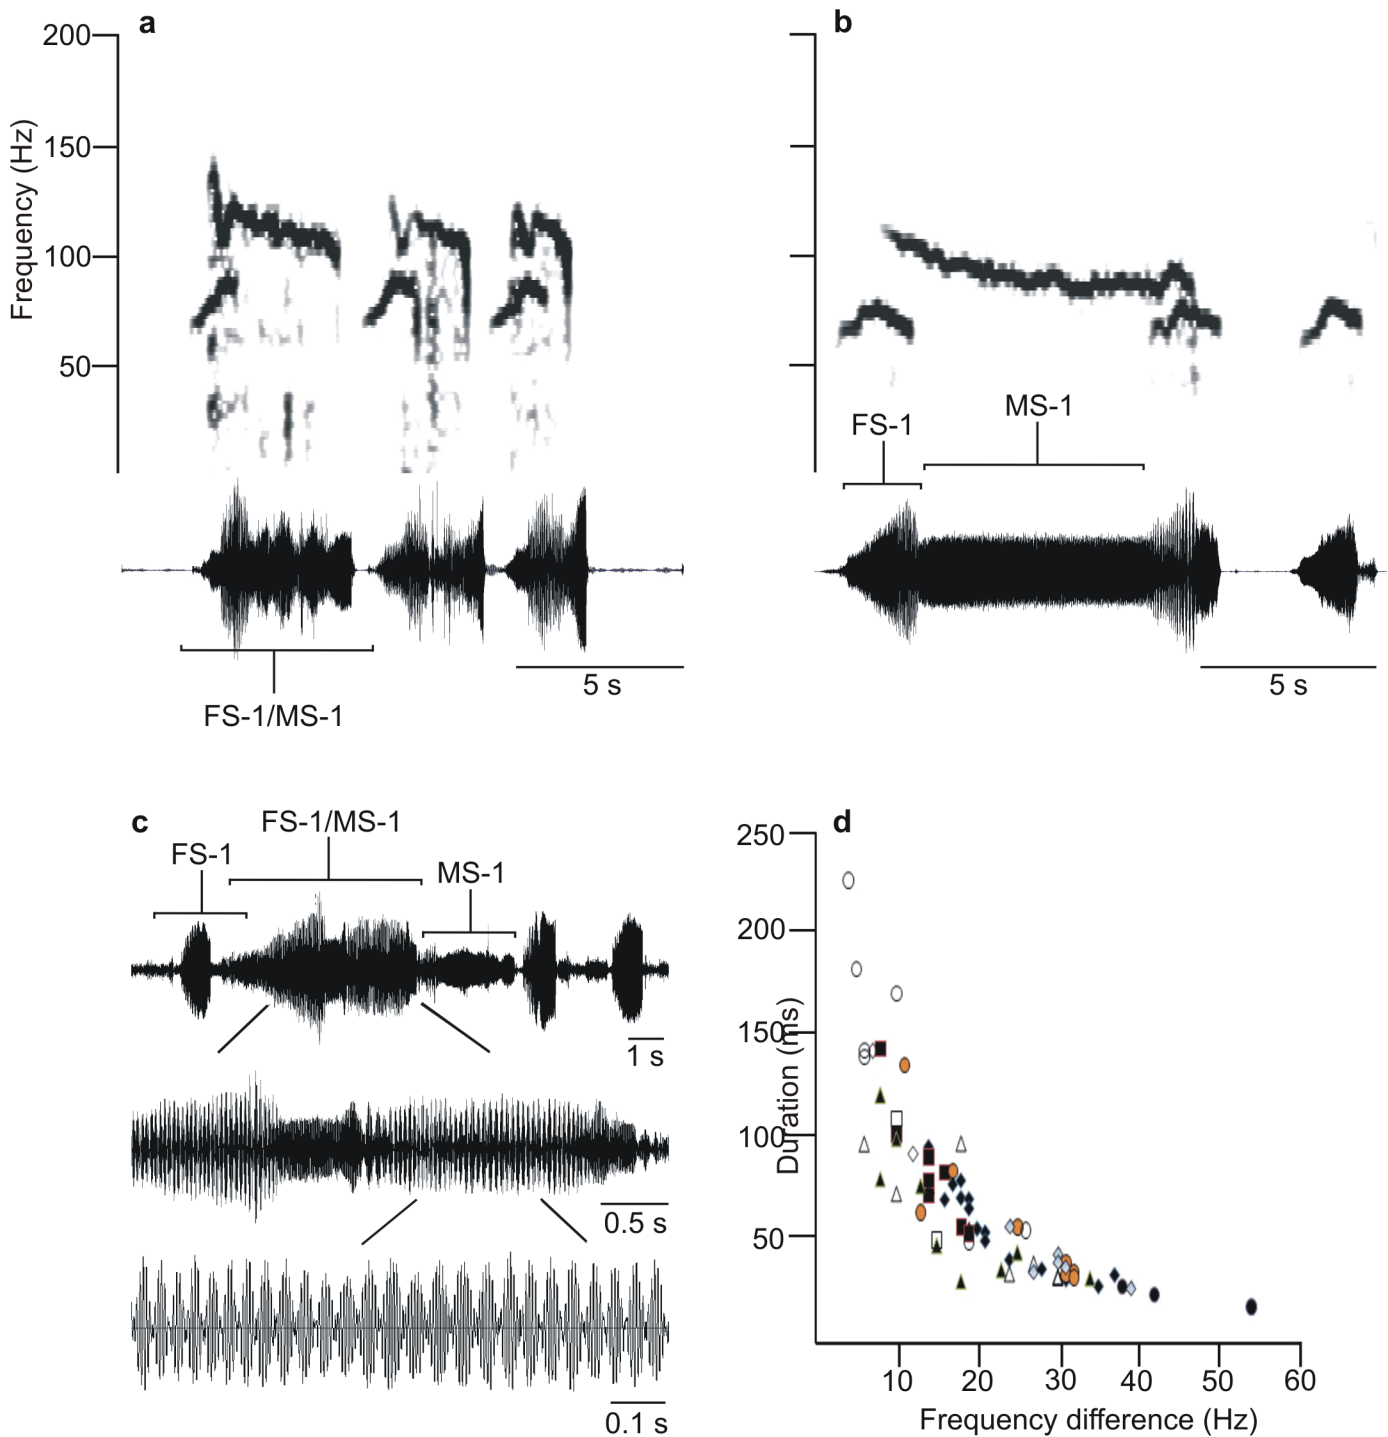 a
200
150
100
50
Frequency (Hz)
FS-1/MS-1
5 s
b
FS-1
MS-1
5 s
c
FS-1
FS-1/MS-1
MS-1
1 s
0.5 s
0.1 s
d
250
200
150
100
50
Duration (ms)
10 20 30 40 50 60
Frequency difference (Hz)